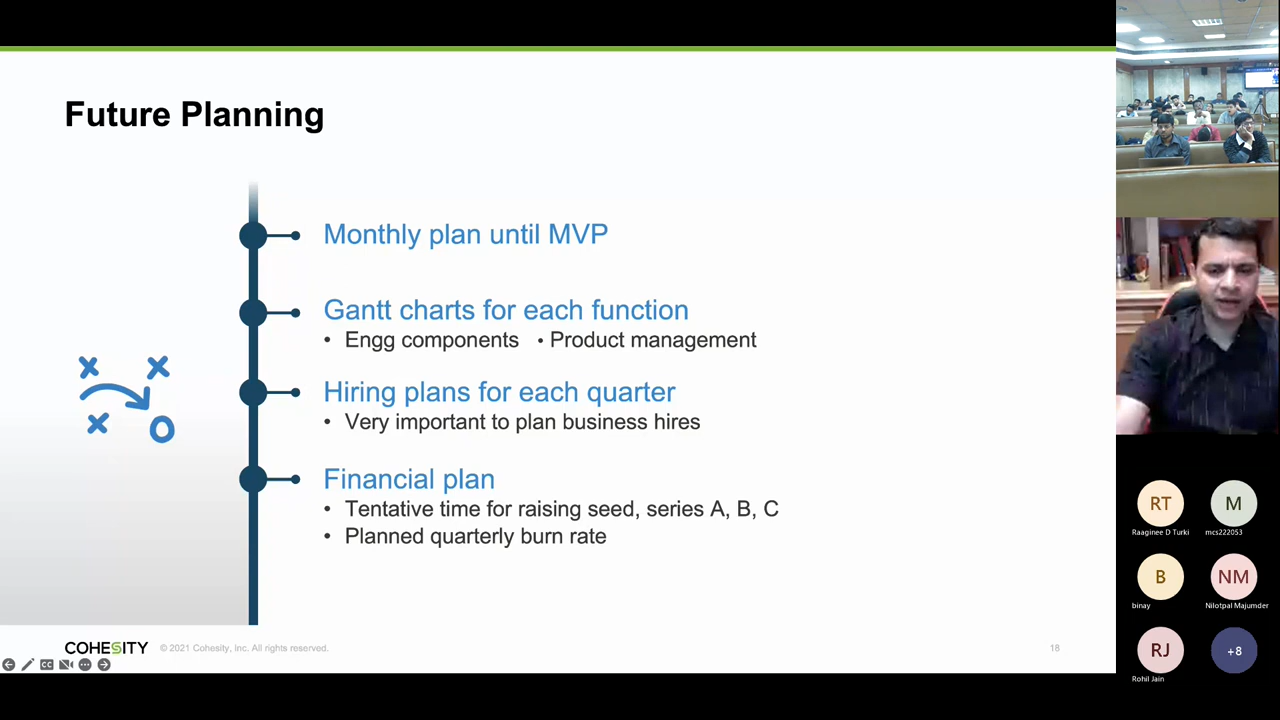 Future Planning
Monthly plan until MVP
Gantt charts for each function
• Engg components • Product management
Hiring plans for each quarter
• Very important to plan business hires
Financial plan
• Tentative time for raising seed, series A, B, C
• Planned quarterly burn rate
COHESITY © 2021 Cohesity, Inc. All rights reserved. 18
CC
RT M
Raaginee D Turki mcs222053
B NM
binay Nilotpal Majumder
RJ +8
Rohil Jain